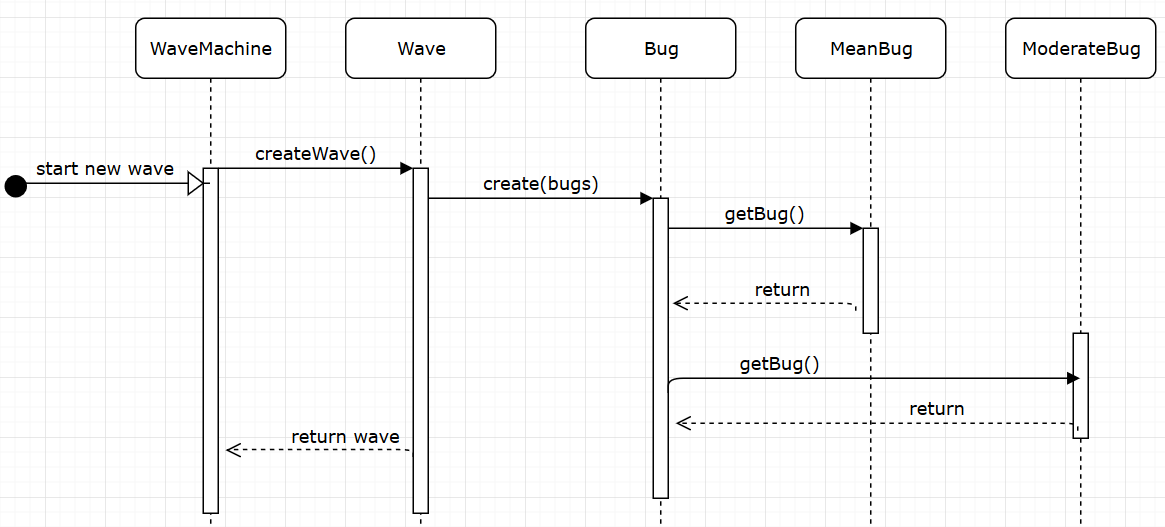 WaveMachine
Wave
Bug
MeanBug
ModerateBug
createWave()
start new wave
create(bugs)
getBug()
return
getBug()
return
return wave